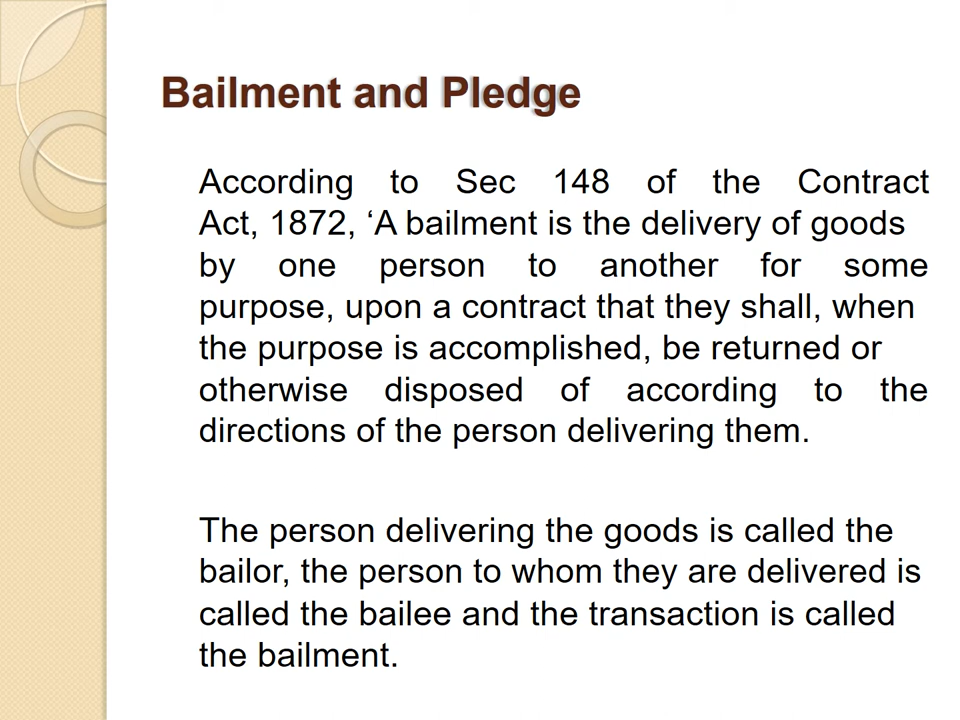 Bailment and Pledge
According to Sec 148 of the Contract
Act, 1872, ‘A bailment is the delivery of goods
by one person to another for some
purpose, upon a contract that they shall, when
the purpose is accomplished, be returned or
otherwise disposed of according to the
directions of the person delivering them.
The person delivering the goods is called the
bailor, the person to whom they are delivered is
called the bailee and the transaction is called
the bailment.